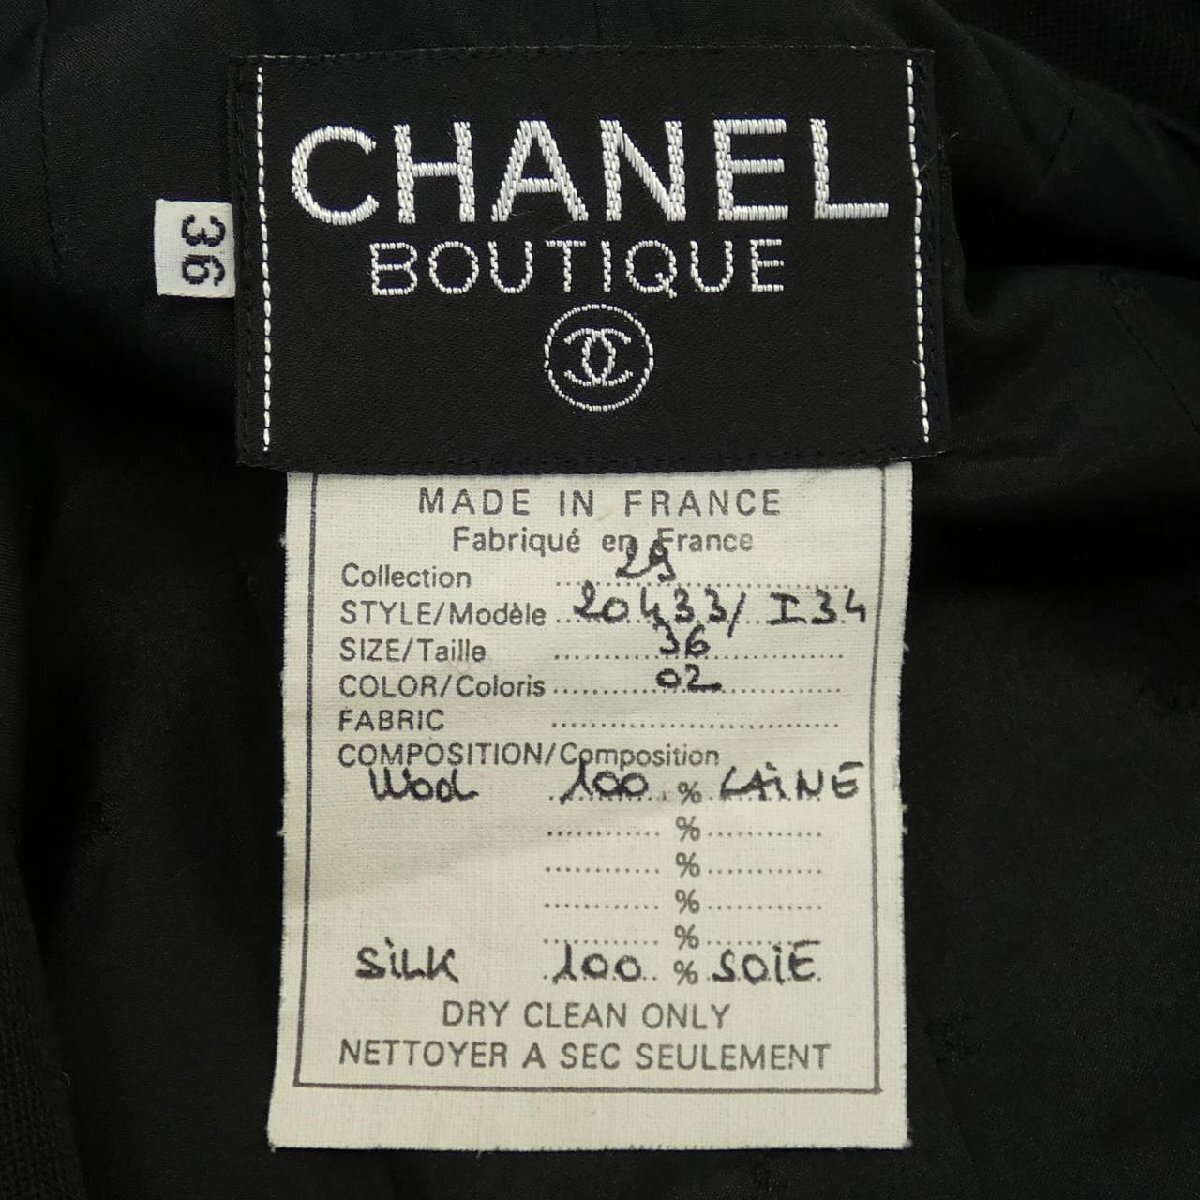 CHANEL
BOUTIQUE
36
MADE IN FRANCE
Fabriqué en France
Collection ............29............
STYLE/Modèle ...20433/ I34
SIZE/Taille ............36............
COLOR/Coloris ............02............
FABRIC ........................
COMPOSITION/Composition
Wool 100 % LAINE
............ % ............
............ % ............
............ % ............
............ % ............
SILK 100 % SOIE
DRY CLEAN ONLY
NETTOYER A SEC SEULEMENT